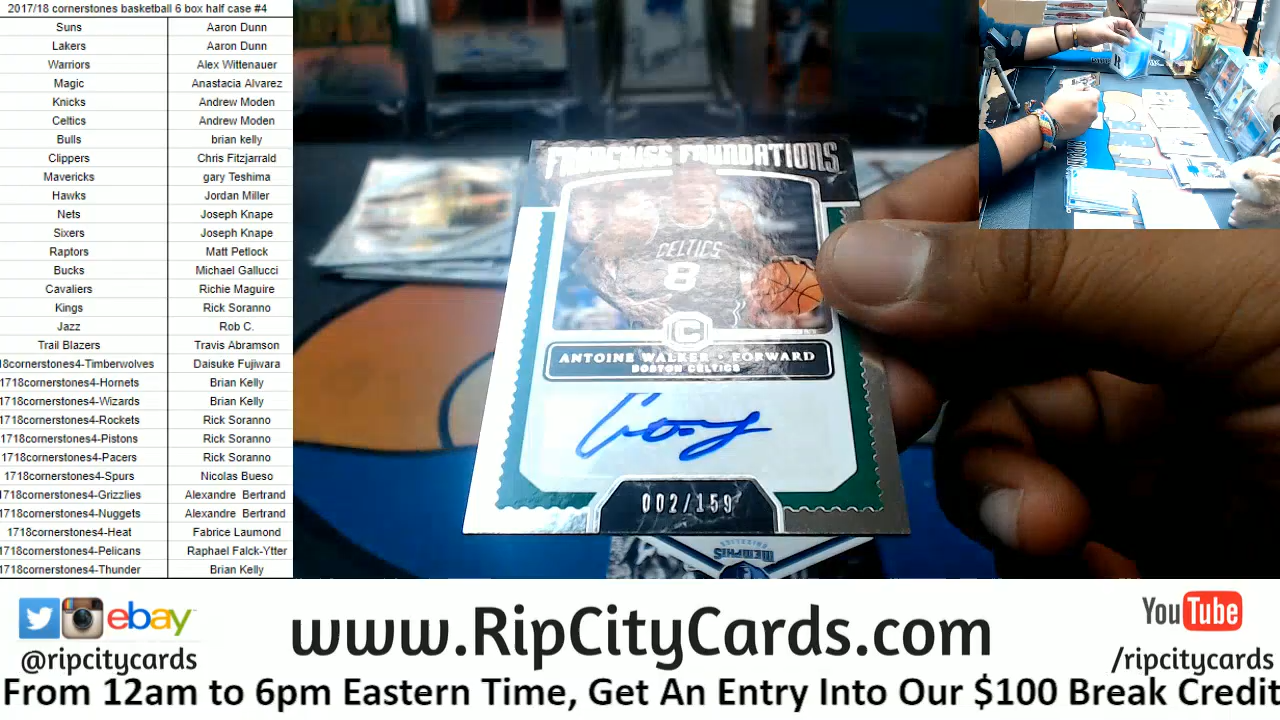 2017/18 cornerstones basketball 6 box half case #4
Suns Aaron Dunn
Lakers Aaron Dunn
Warriors Alex Wittenauer
Magic Anastacia Alvarez
Knicks Andrew Moden
Celtics Andrew Moden
Bulls brian kelly
Clippers Chris Fitzjarrald
Mavericks gary Teshima
Hawks Jordan Miller
Nets Joseph Knape
Sixers Joseph Knape
Raptors Matt Petlock
Bucks Michael Gallucci
Cavaliers Richie Maguire
Kings Rick Soranno
Jazz Rob C.
Trail Blazers Travis Abramson
18cornerstones4-Timberwolves Daisuke Fujiwara
1718cornerstones4-Hornets Brian Kelly
1718cornerstones4-Wizards Brian Kelly
1718cornerstones4-Rockets Rick Soranno
1718cornerstones4-Pistons Rick Soranno
1718cornerstones4-Pacers Rick Soranno
1718cornerstones4-Spurs Nicolas Bueso
1718cornerstones4-Grizzlies Alexandre Bertrand
1718cornerstones4-Nuggets Alexandre Bertrand
1718cornerstones4-Heat Fabrice Laumond
1718cornerstones4-Pelicans Raphael Falck-Ytter
1718cornerstones4-Thunder Brian Kelly
FRANCHISE FOUNDATIONS
CELTICS
8
C
ANTOINE WALKER • FORWARD
BOSTON CELTICS
002/159
MEMPHIS
ebay
@ripcitycards
www.RipCityCards.com
YouTube
/ripcitycards
From 12am to 6pm Eastern Time, Get An Entry Into Our $100 Break Credit